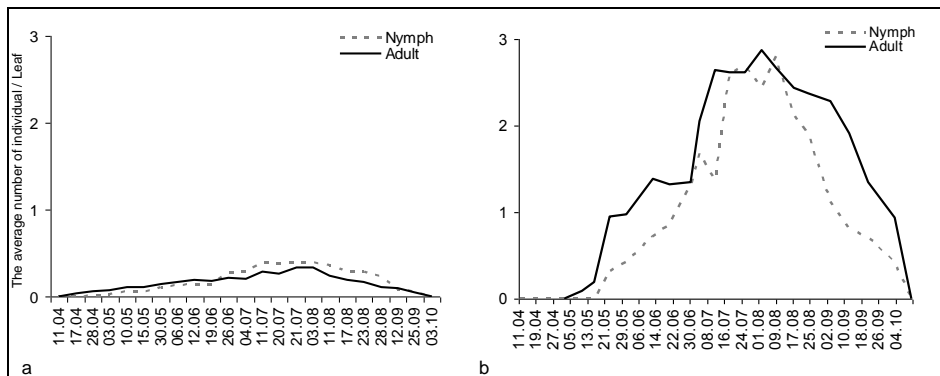 The average number of individual / Leaf
3
2
1
0
Nymph
Adult
11.04 17.04 28.04 03.05 10.05 15.05 30.05 06.06 12.06 19.06 26.06 04.07 11.07 20.07 21.07 03.08 11.08 18.08 23.08 28.08 12.09 25.09 03.10
a
3
2
1
0
Nymph
Adult
11.04 19.04 27.04 05.05 13.05 21.05 29.05 06.06 14.06 22.06 30.06 08.07 16.07 24.07 01.08 09.08 17.08 25.08 02.09 10.09 18.09 26.09 04.10
b